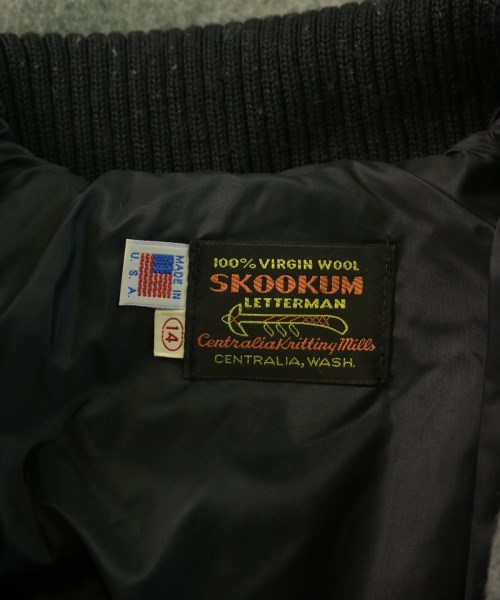 100% VIRGIN WOOL
SKOOKUM
LETTERMAN
Centralia Knitting Mills
CENTRALIA, WASH.
MADE IN
U. S. A.
14